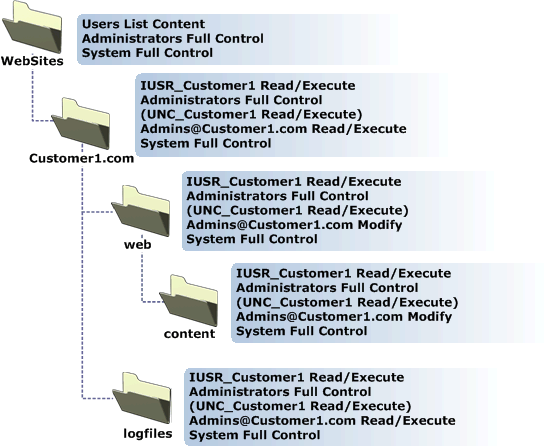 Users List Content
Administrators Full Control
System Full Control
WebSites
IUSR_Customer1 Read/Execute
Administrators Full Control
(UNC_Customer1 Read/Execute)
Admins@Customer1.com Read/Execute
System Full Control
Customer1.com
IUSR_Customer1 Read/Execute
Administrators Full Control
(UNC_Customer1 Read/Execute)
Admins@Customer1.com Modify
System Full Control
web
IUSR_Customer1 Read/Execute
Administrators Full Control
(UNC_Customer1 Read/Execute)
Admins@Customer1.com Modify
System Full Control
content
IUSR_Customer1 Read/Execute
Administrators Full Control
(UNC_Customer1 Read/Execute)
Admins@Customer1.com Read/Execute
System Full Control
logfiles